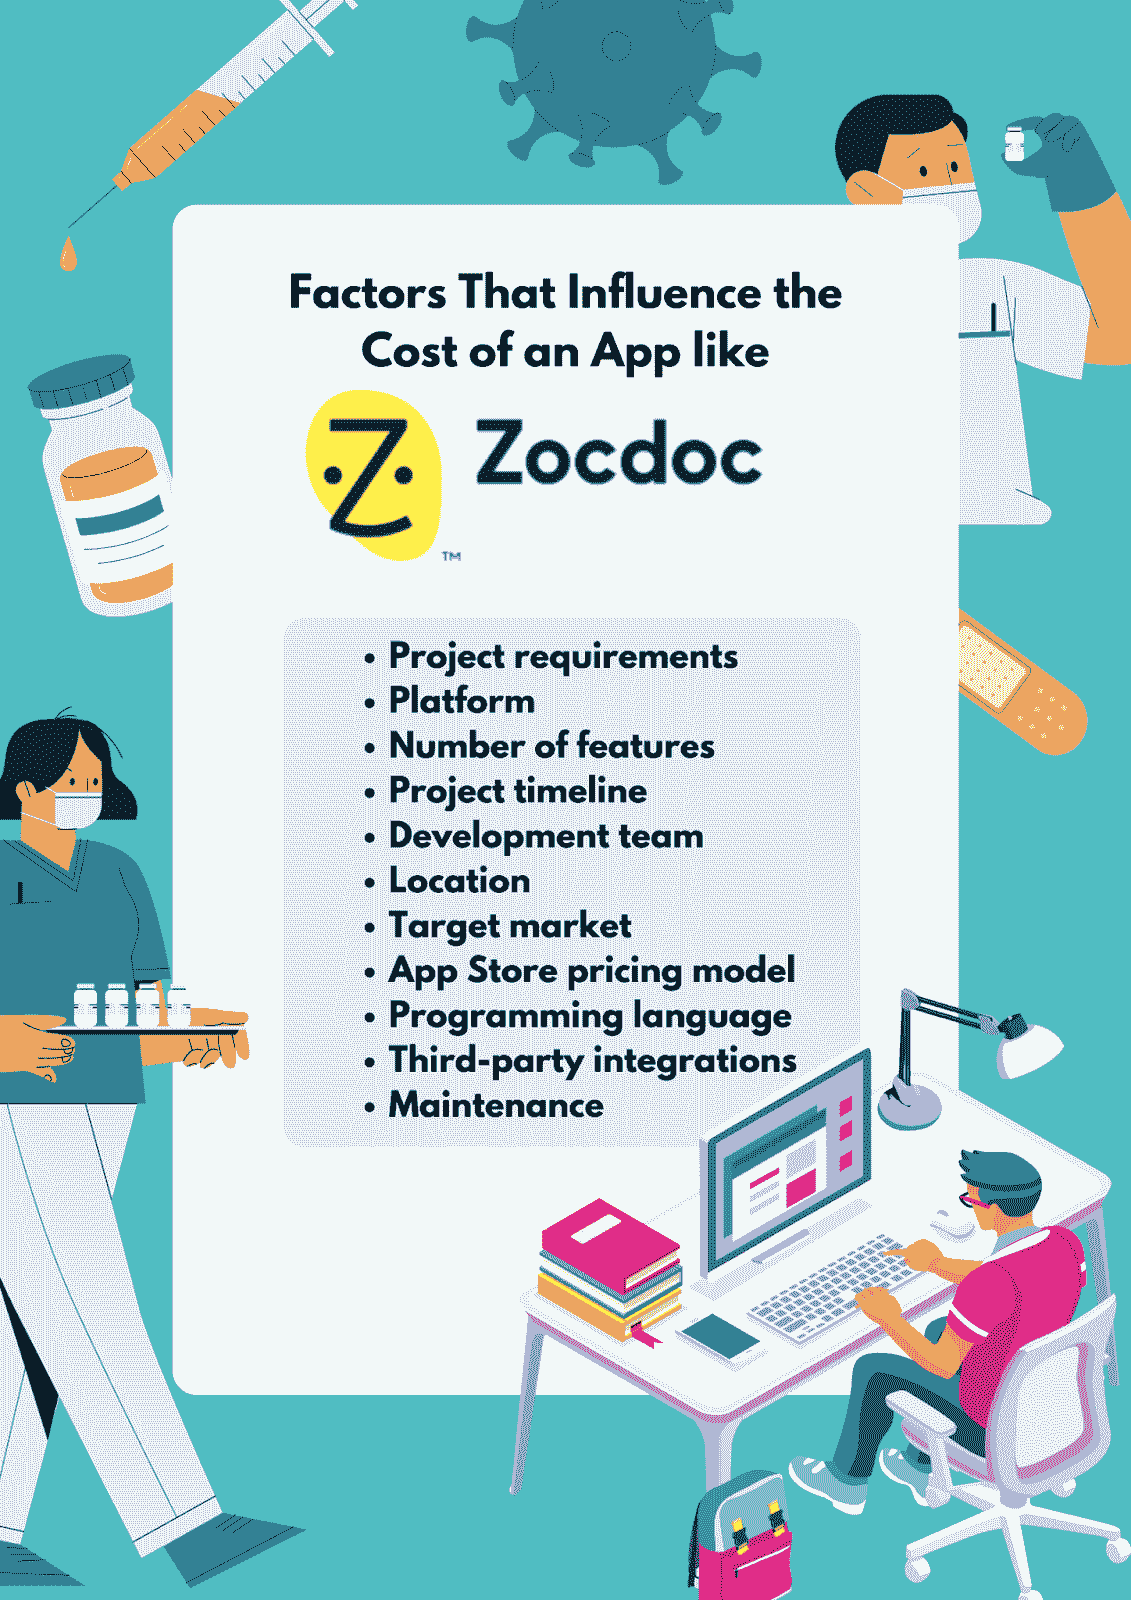 Factors That Influence the
Cost of an App like
Zocdoc
TM
• Project requirements
• Platform
• Number of features
• Project timeline
• Development team
• Location
• Target market
• App Store pricing model
• Programming language
• Third-party integrations
• Maintenance